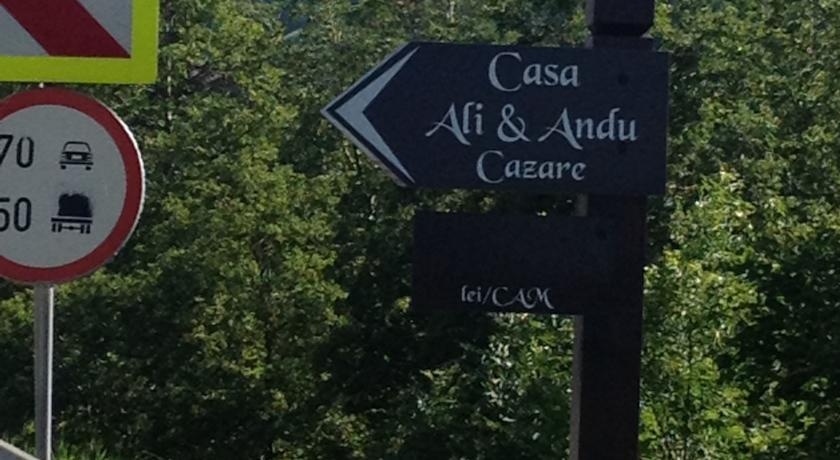 70
50
Casa
Ali & Andu
Cazare
lei/CAM